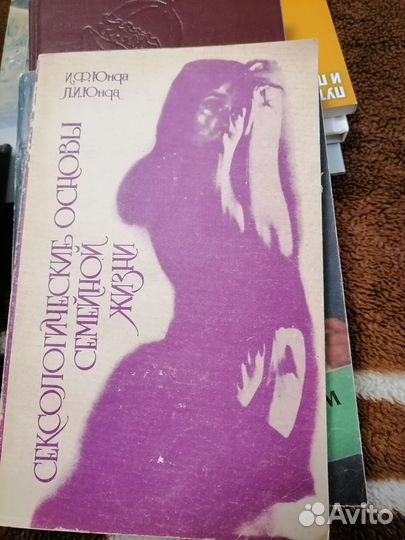 И.Ф.Юнда
Л.И.Юнда
СЕКСОЛОГИЧЕСКИЕ ОСНОВЫ
СЕМЕЙНОЙ
ЖИЗНИ
Avito